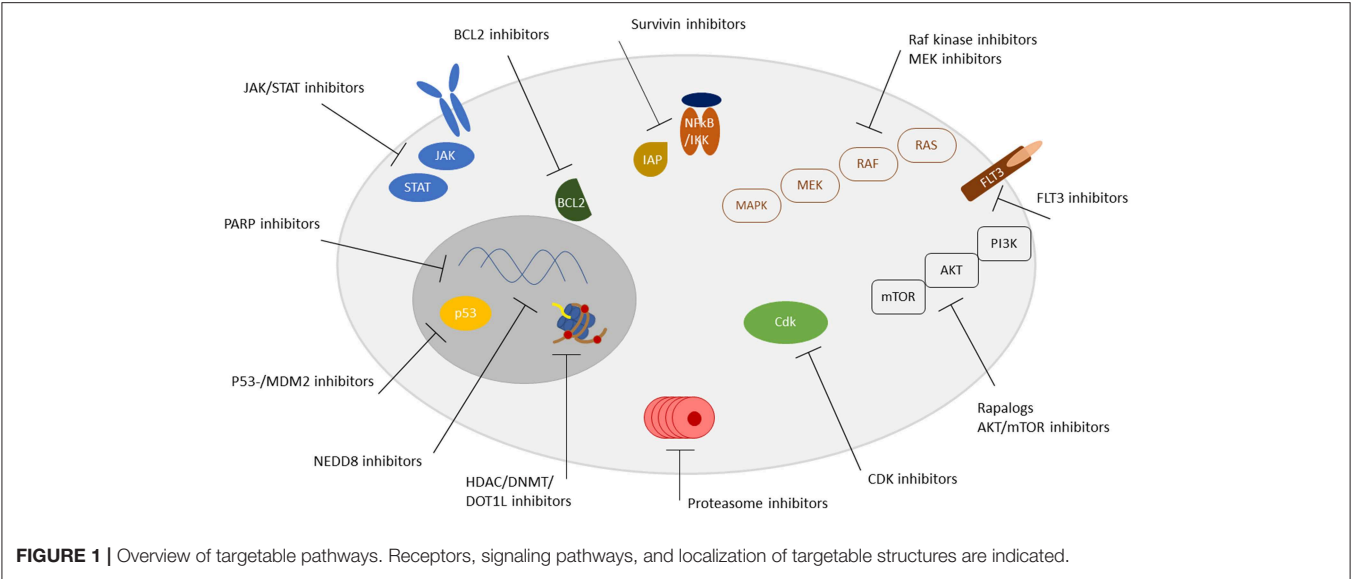 Survivin inhibitors
BCL2 inhibitors
Raf kinase inhibitors
MEK inhibitors
JAK/STAT inhibitors
NFkB
/IKK
RAS
JAK
IAP
RAF
STAT
MEK
FLT3
BCL2
MAPK
FLT3 inhibitors
PARP inhibitors
PI3K
AKT
mTOR
p53
Cdk
P53-/MDM2 inhibitors
Rapalogs
AKT/mTOR inhibitors
NEDD8 inhibitors
HDAC/DNMT/
DOT1L inhibitors
CDK inhibitors
Proteasome inhibitors
FIGURE 1 | Overview of targetable pathways. Receptors, signaling pathways, and localization of targetable structures are indicated.